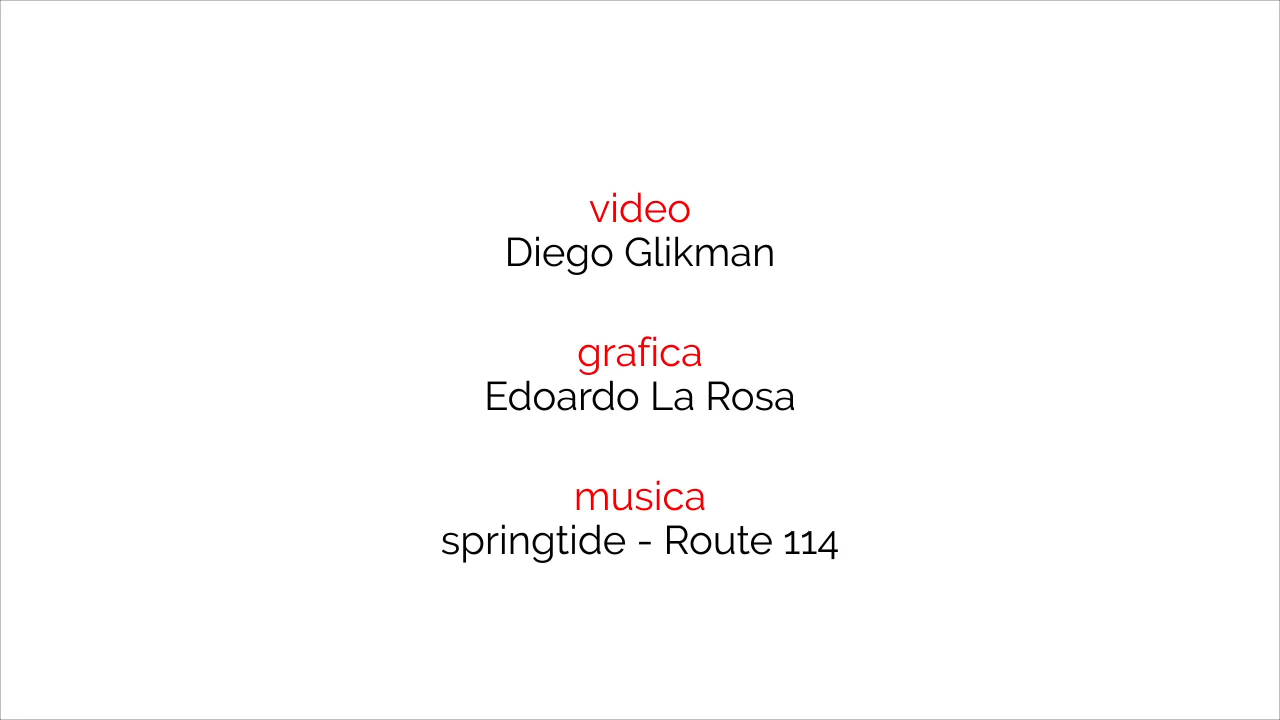 video
Diego Glikman
grafica
Edoardo La Rosa
musica
springtide - Route 114